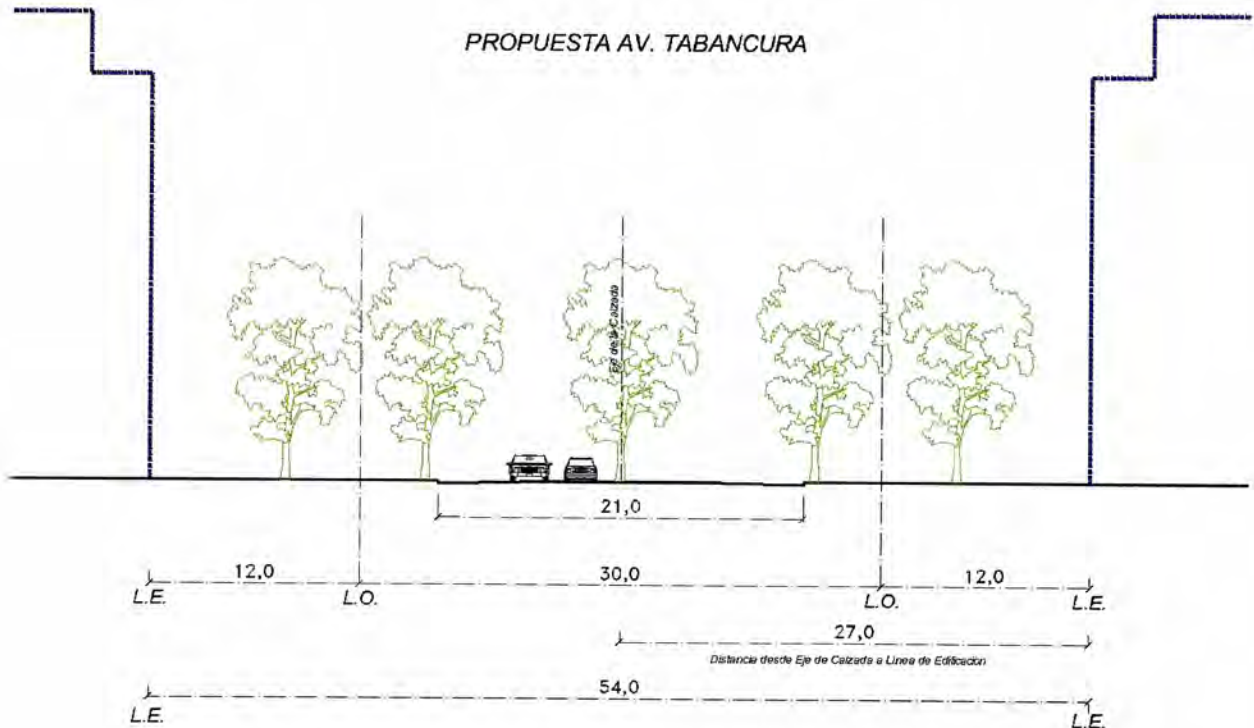 PROPUESTA AV. TABANCURA
Eje de la Calzada
21,0
12,0 30,0 12,0
L.E. L.O. L.O. L.E.
27,0
Distancia desde Eje de Calzada a Linea de Edificación
54,0
L.E. L.E.